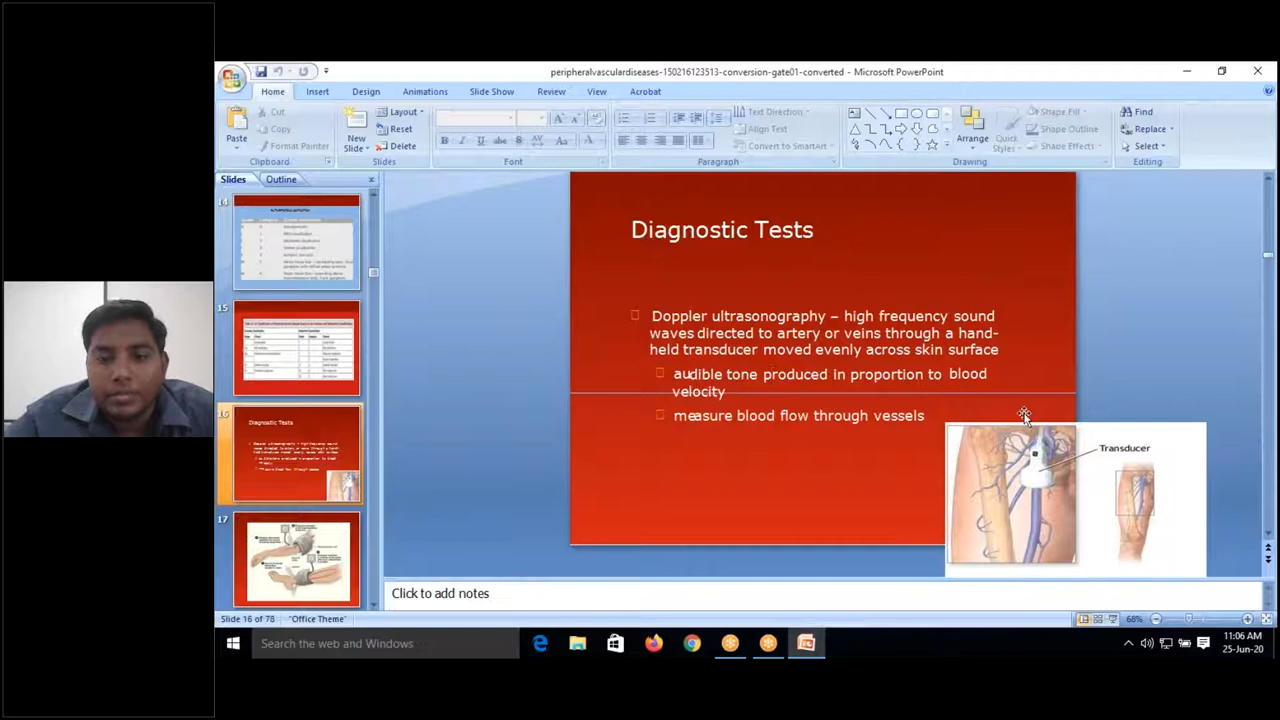 peripheralvasculardiseases-150216123513-conversion-gate01-converted - Microsoft PowerPoint
Home Insert Design Animations Slide Show Review View Acrobat
Paste
Cut
Copy
Format Painter
Clipboard
New Slide
Layout
Reset
Delete
Slides
Font
Text Direction
Align Text
Convert to SmartArt
Paragraph
Arrange
Quick Styles
Shape Fill
Shape Outline
Shape Effects
Drawing
Find
Replace
Select
Editing
Slides Outline
14
15
16
Diagnostic Tests
17
Diagnostic Tests
Doppler ultrasonography – high frequency sound
waves directed to artery or veins through a hand-
held transducer moved evenly across skin surface
audible tone produced in proportion to blood
velocity
measure blood flow through vessels
Transducer
Click to add notes
Slide 16 of 78 "Office Theme" 68%
Search the web and Windows
11:06 AM
25-Jun-20